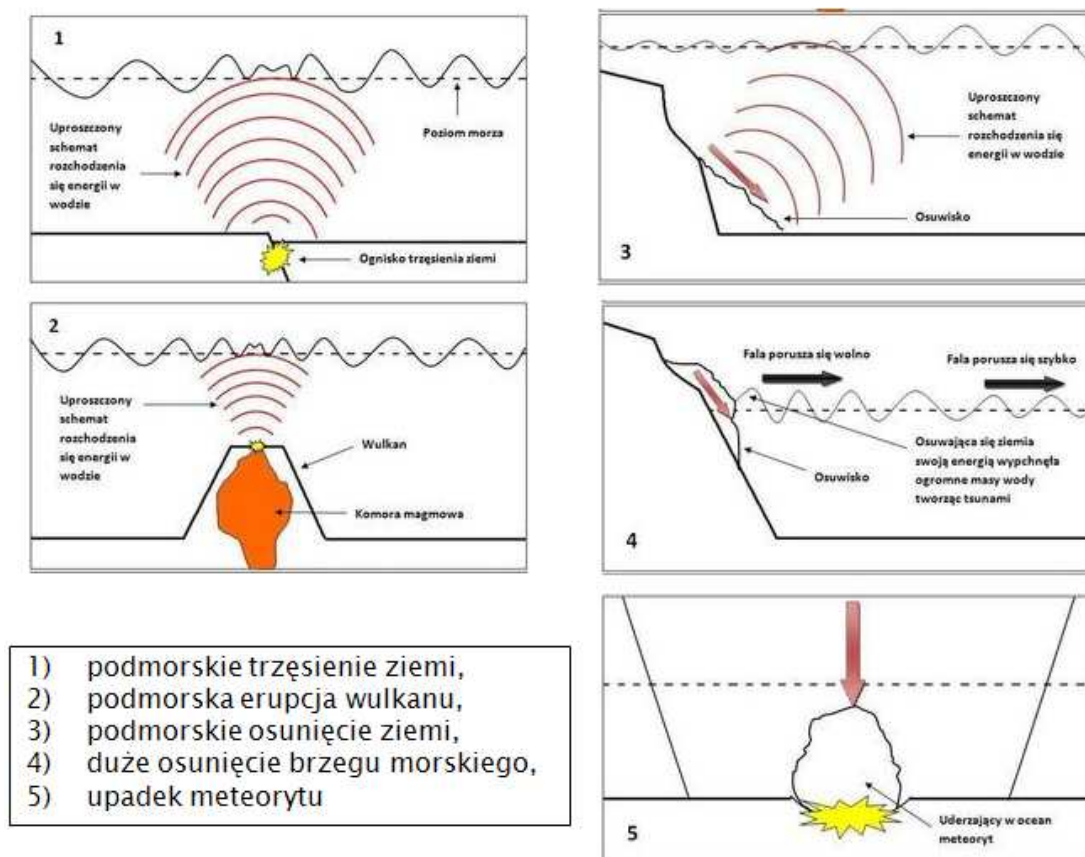 1
Uproszczony
schemat
rozchodzenia
się energii w
wodzie
Poziom morza
Ognisko trzęsienia ziemi
2
Uproszczony
schemat
rozchodzenia
się energii w
wodzie
Wulkan
Komora magmowa
3
Uproszczony
schemat
rozchodzenia się
energii w wodzie
Osuwisko
4
Fala porusza się wolno
Fala porusza się szybko
Osuwająca się ziemia
swoją energią wypchnęła
ogromne masy wody
tworząc tsunami
Osuwisko
5
Uderzający w ocean
meteoryt
1) podmorskie trzęsienie ziemi,
2) podmorska erupcja wulkanu,
3) podmorskie osunięcie ziemi,
4) duże osunięcie brzegu morskiego,
5) upadek meteorytu